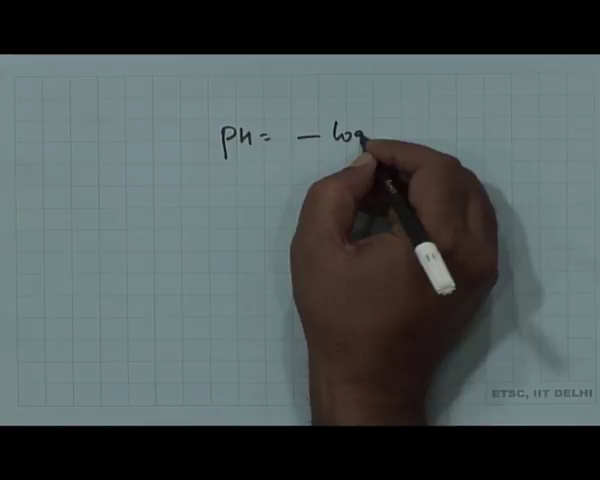 pH = - log
ETSC, IIT DELHI